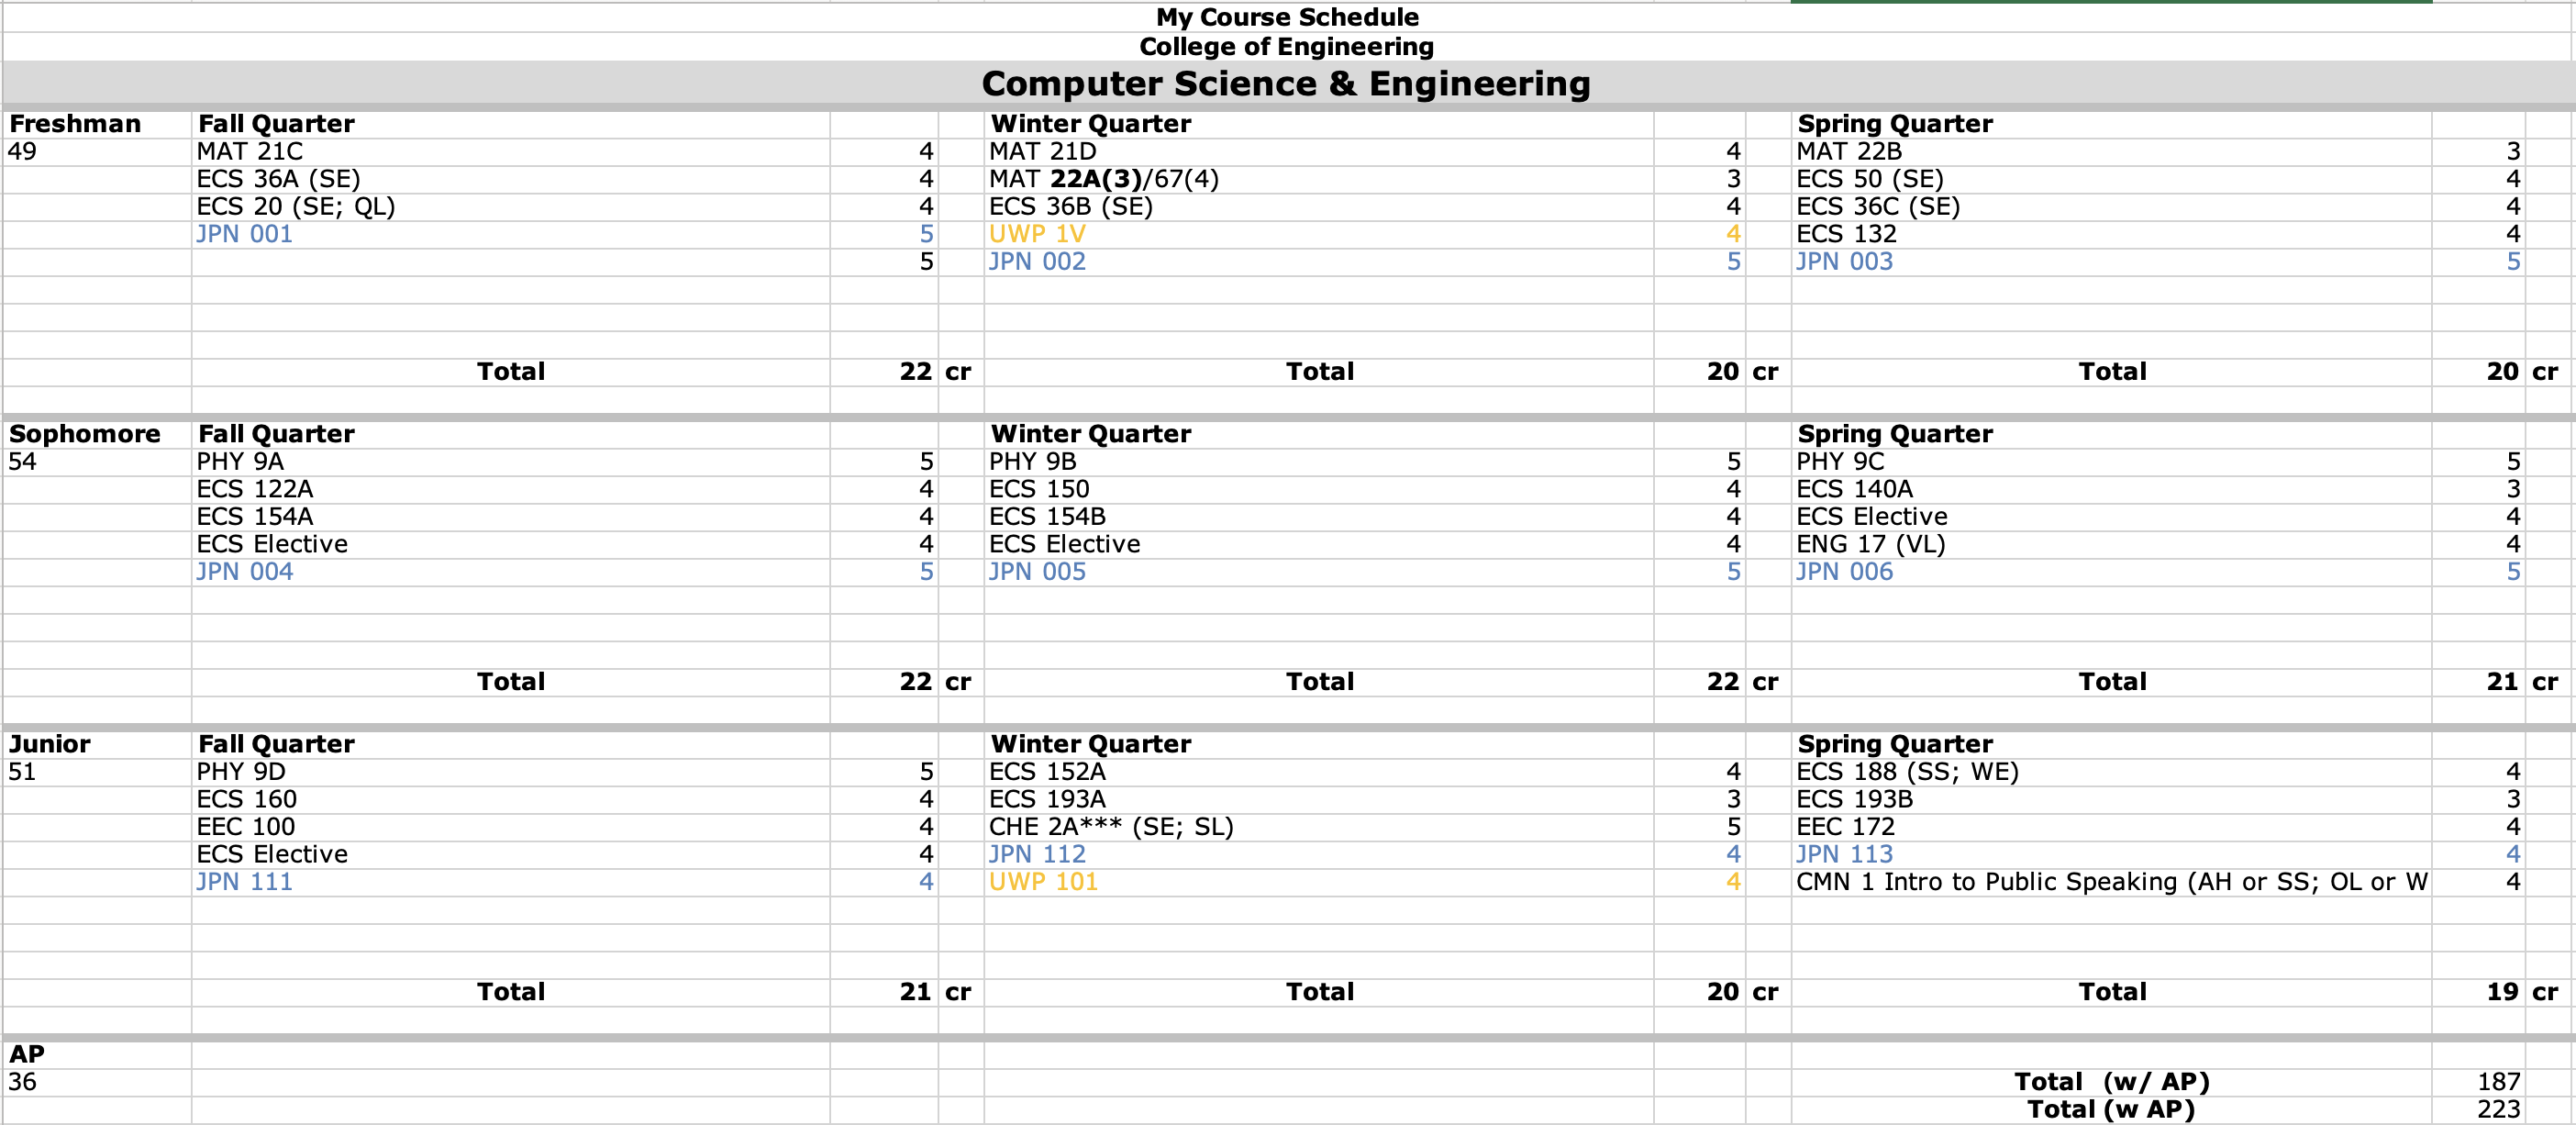 My Course Schedule
College of Engineering
Computer Science & Engineering
Freshman Fall Quarter Winter Quarter Spring Quarter
49 MAT 21C 4 MAT 21D 4 MAT 22B 3
ECS 36A (SE) 4 MAT 22A(3)/67(4) 3 ECS 50 (SE) 4
ECS 20 (SE; QL) 4 ECS 36B (SE) 4 ECS 36C (SE) 4
JPN 001 5 UWP 1V 4 ECS 132 4
5 JPN 002 5 JPN 003 5
Total 22 cr Total 20 cr Total 20 cr
Sophomore Fall Quarter Winter Quarter Spring Quarter
54 PHY 9A 5 PHY 9B 5 PHY 9C 5
ECS 122A 4 ECS 150 4 ECS 140A 3
ECS 154A 4 ECS 154B 4 ECS Elective 4
ECS Elective 4 ECS Elective 4 ENG 17 (VL) 4
JPN 004 5 JPN 005 5 JPN 006 5
Total 22 cr Total 22 cr Total 21 cr
Junior Fall Quarter Winter Quarter Spring Quarter
51 PHY 9D 5 ECS 152A 4 ECS 188 (SS; WE) 4
ECS 160 4 ECS 193A 3 ECS 193B 3
EEC 100 4 CHE 2A*** (SE; SL) 5 EEC 172 4
ECS Elective 4 JPN 112 4 JPN 113 4
JPN 111 4 UWP 101 4 CMN 1 Intro to Public Speaking (AH or SS; OL or W 4
Total 21 cr Total 20 cr Total 19 cr
AP
36 Total (w/ AP) 187
Total (w AP) 223